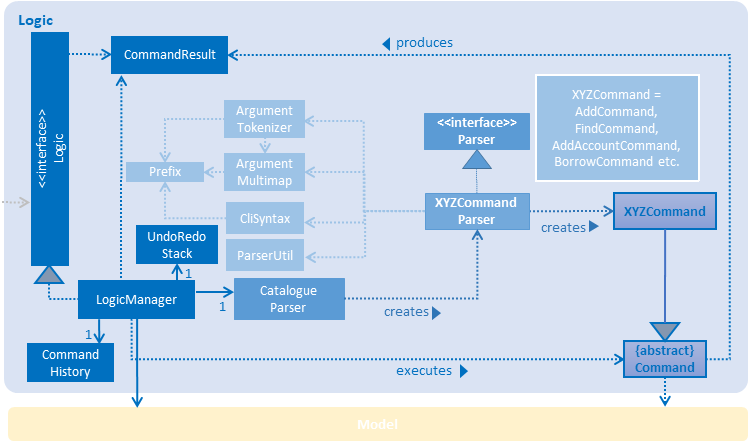 Logic
<<interface>>
Logic
CommandResult
produces
Argument
Tokenizer
<<interface>>
Parser
XYZCommand =
AddCommand,
FindCommand,
AddAccountCommand,
BorrowCommand etc.
Prefix
Argument
Multimap
CliSyntax
XYZCommand
Parser
XYZCommand
creates
UndoRedo
Stack
ParserUtil
1
LogicManager
1
Catalogue
Parser
creates
1
Command
History
executes
{abstract}
Command
Model